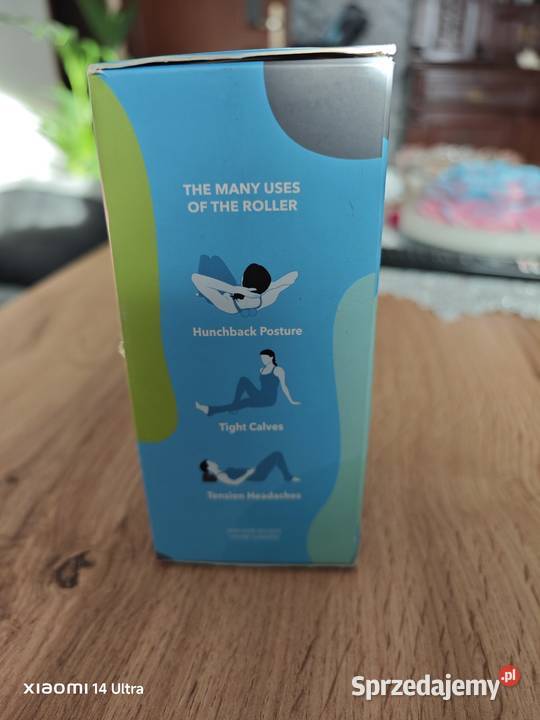 THE MANY USES
OF THE ROLLER
Hunchback Posture
Tight Calves
Tension Headaches
XIAOMI 14 Ultra
Sprzedajemy.pl